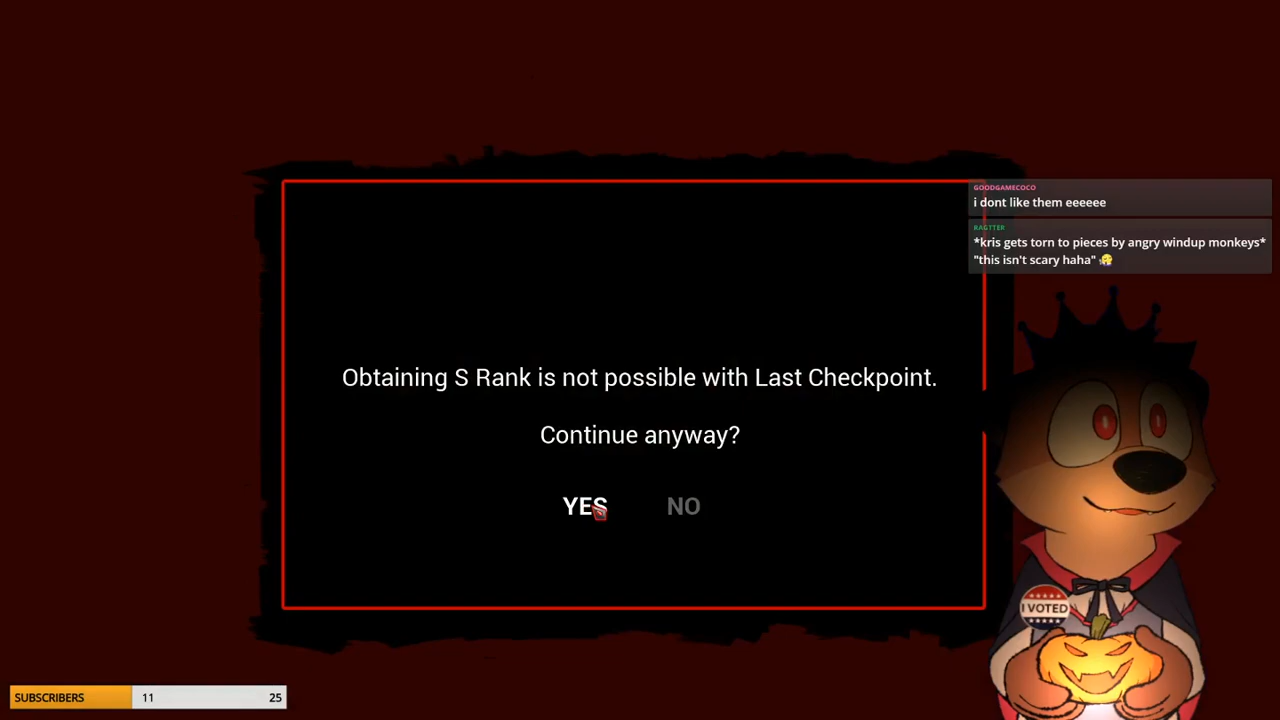 GOODGAMECOCO
i dont like them eeeeee
RAGTTER
*kris gets torn to pieces by angry windup monkeys*
"this isn't scary haha"
Obtaining S Rank is not possible with Last Checkpoint.
Continue anyway?
YES NO
I VOTED
SUBSCRIBERS 11 25